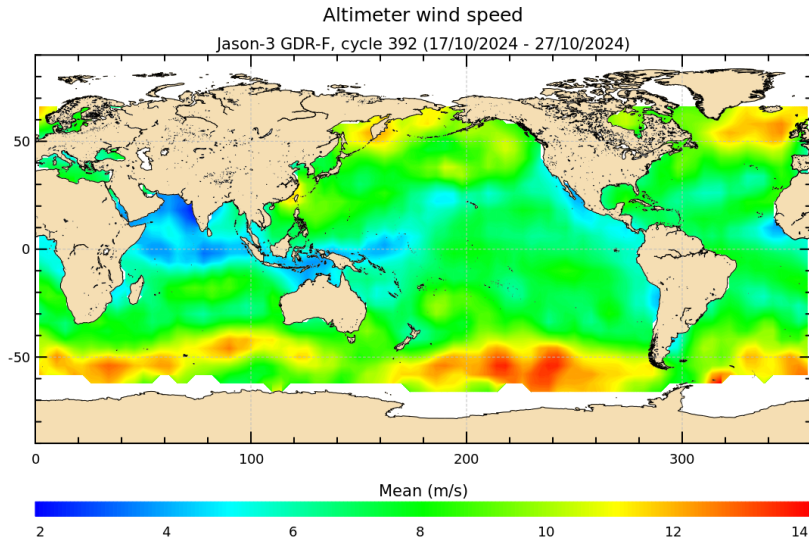 Altimeter wind speed
Jason-3 GDR-F, cycle 392 (17/10/2024 - 27/10/2024)
50
0
-50
0 100 200 300
Mean (m/s)
2 4 6 8 10 12 14